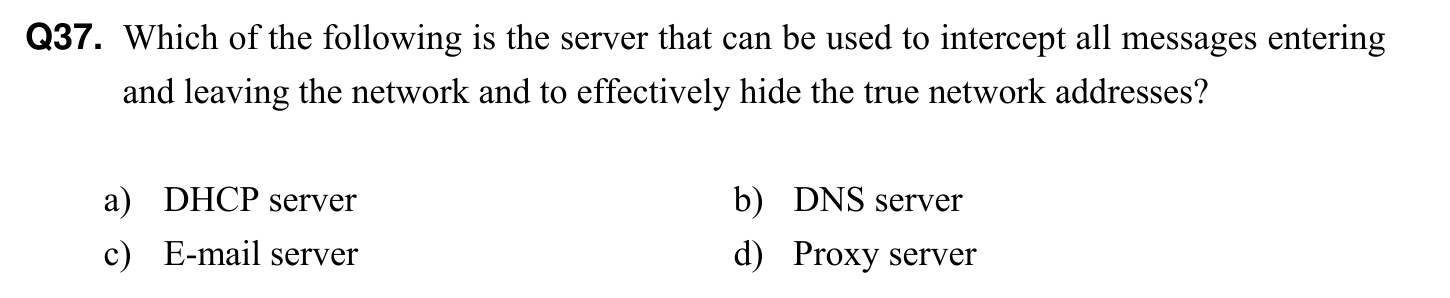 Q37. Which of the following is the server that can be used to intercept all messages entering
and leaving the network and to effectively hide the true network addresses?
a) DHCP server b) DNS server
c) E-mail server d) Proxy server